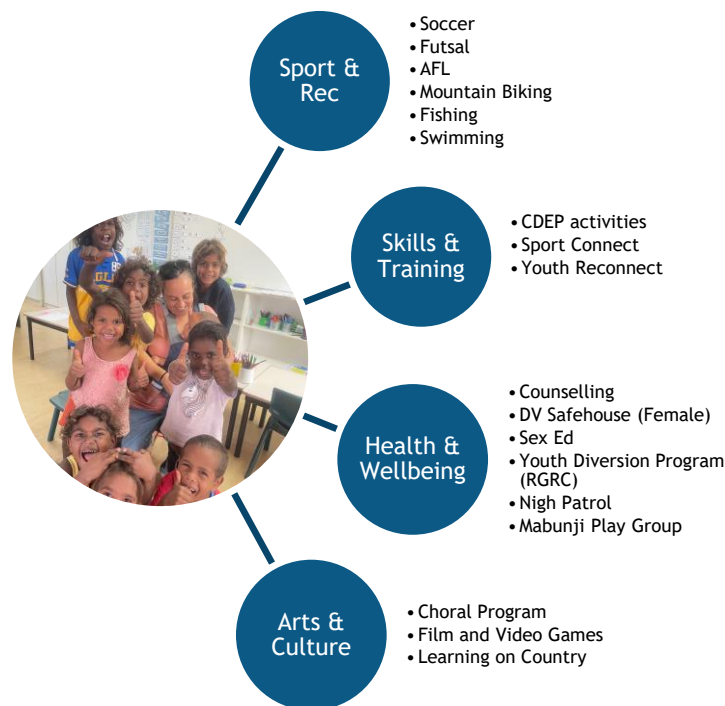 Sport &
Rec
• Soccer
• Futsal
• AFL
• Mountain Biking
• Fishing
• Swimming
Skills &
Training
• CDEP activities
• Sport Connect
• Youth Reconnect
Health &
Wellbeing
• Counselling
• DV Safehouse (Female)
• Sex Ed
• Youth Diversion Program
(RGRC)
• Nigh Patrol
• Mabunji Play Group
Arts &
Culture
• Choral Program
• Film and Video Games
• Learning on Country